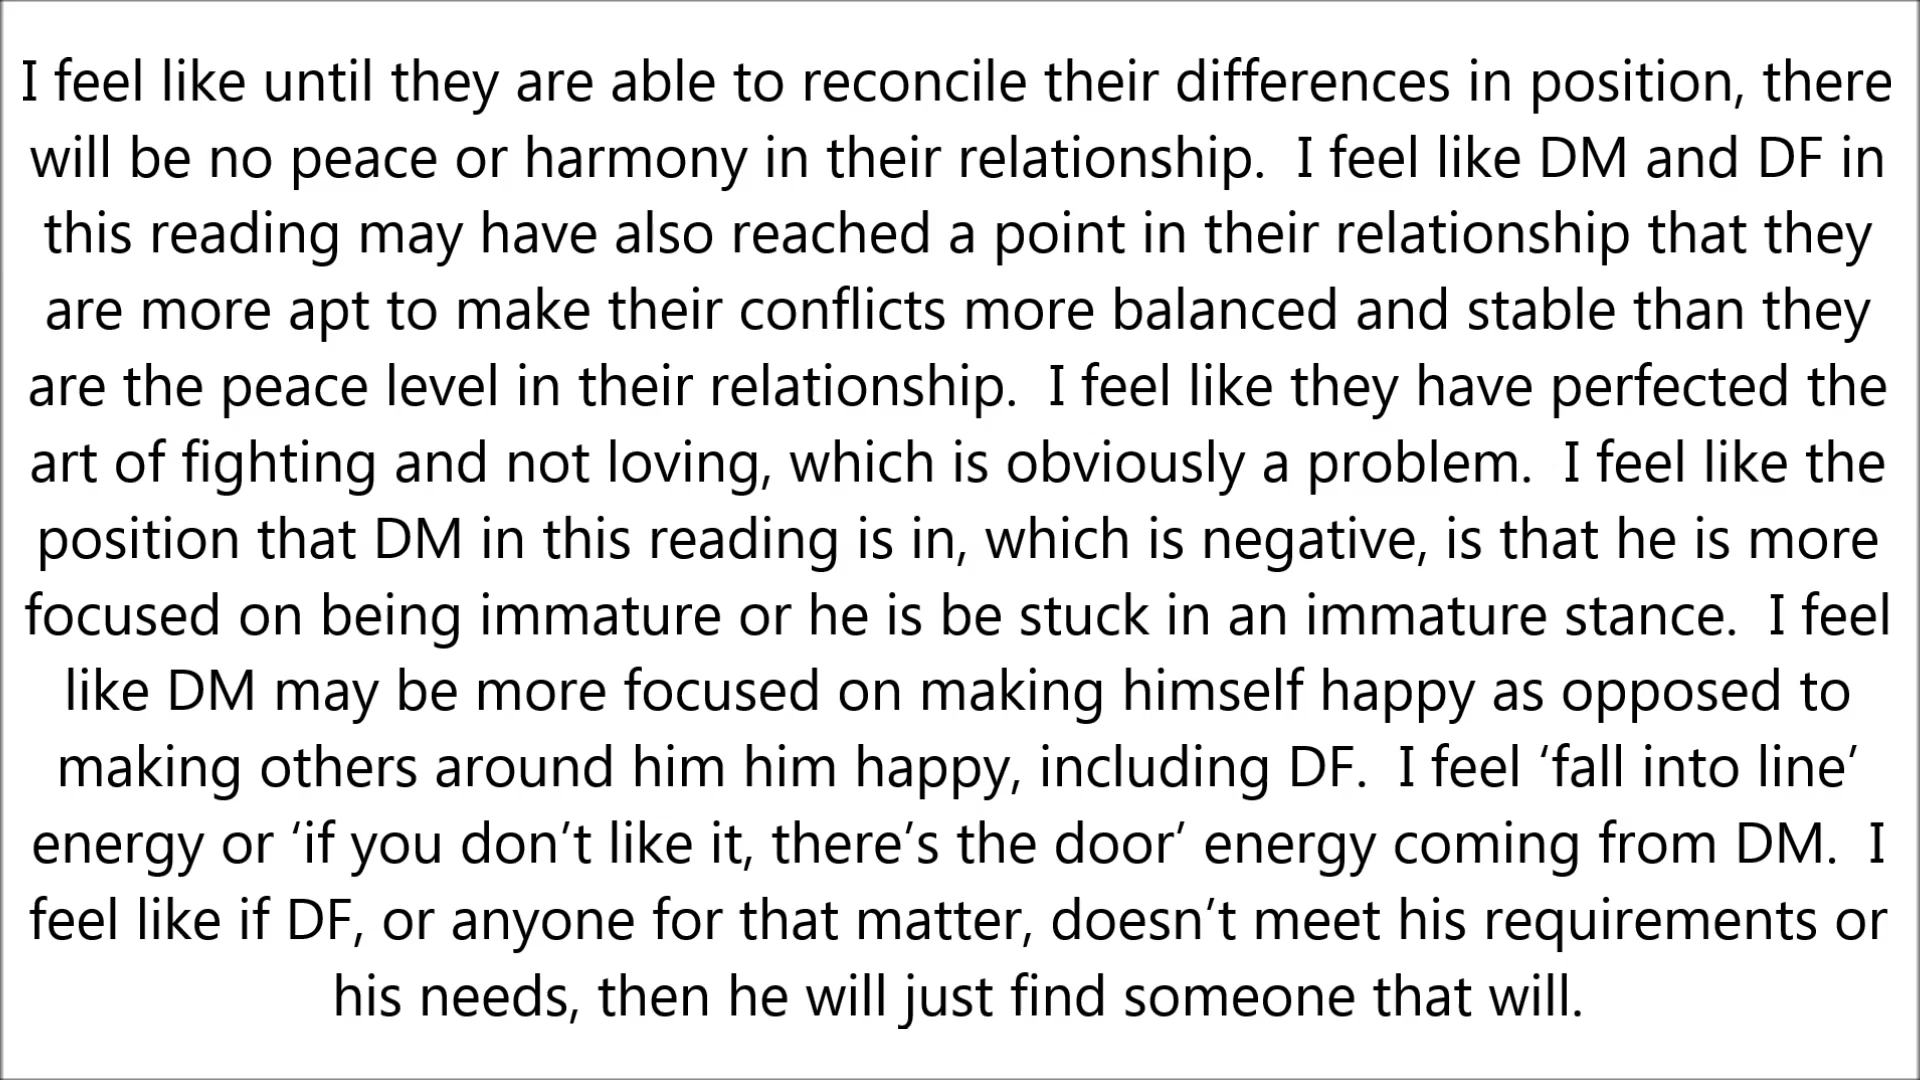 I feel like until they are able to reconcile their differences in position, there
will be no peace or harmony in their relationship.  I feel like DM and DF in
this reading may have also reached a point in their relationship that they
are more apt to make their conflicts more balanced and stable than they
are the peace level in their relationship.  I feel like they have perfected the
art of fighting and not loving, which is obviously a problem.  I feel like the
position that DM in this reading is in, which is negative, is that he is more
focused on being immature or he is be stuck in an immature stance.  I feel
like DM may be more focused on making himself happy as opposed to
making others around him him happy, including DF.  I feel ‘fall into line’
energy or ‘if you don’t like it, there’s the door’ energy coming from DM.  I
feel like if DF, or anyone for that matter, doesn’t meet his requirements or
his needs, then he will just find someone that will.